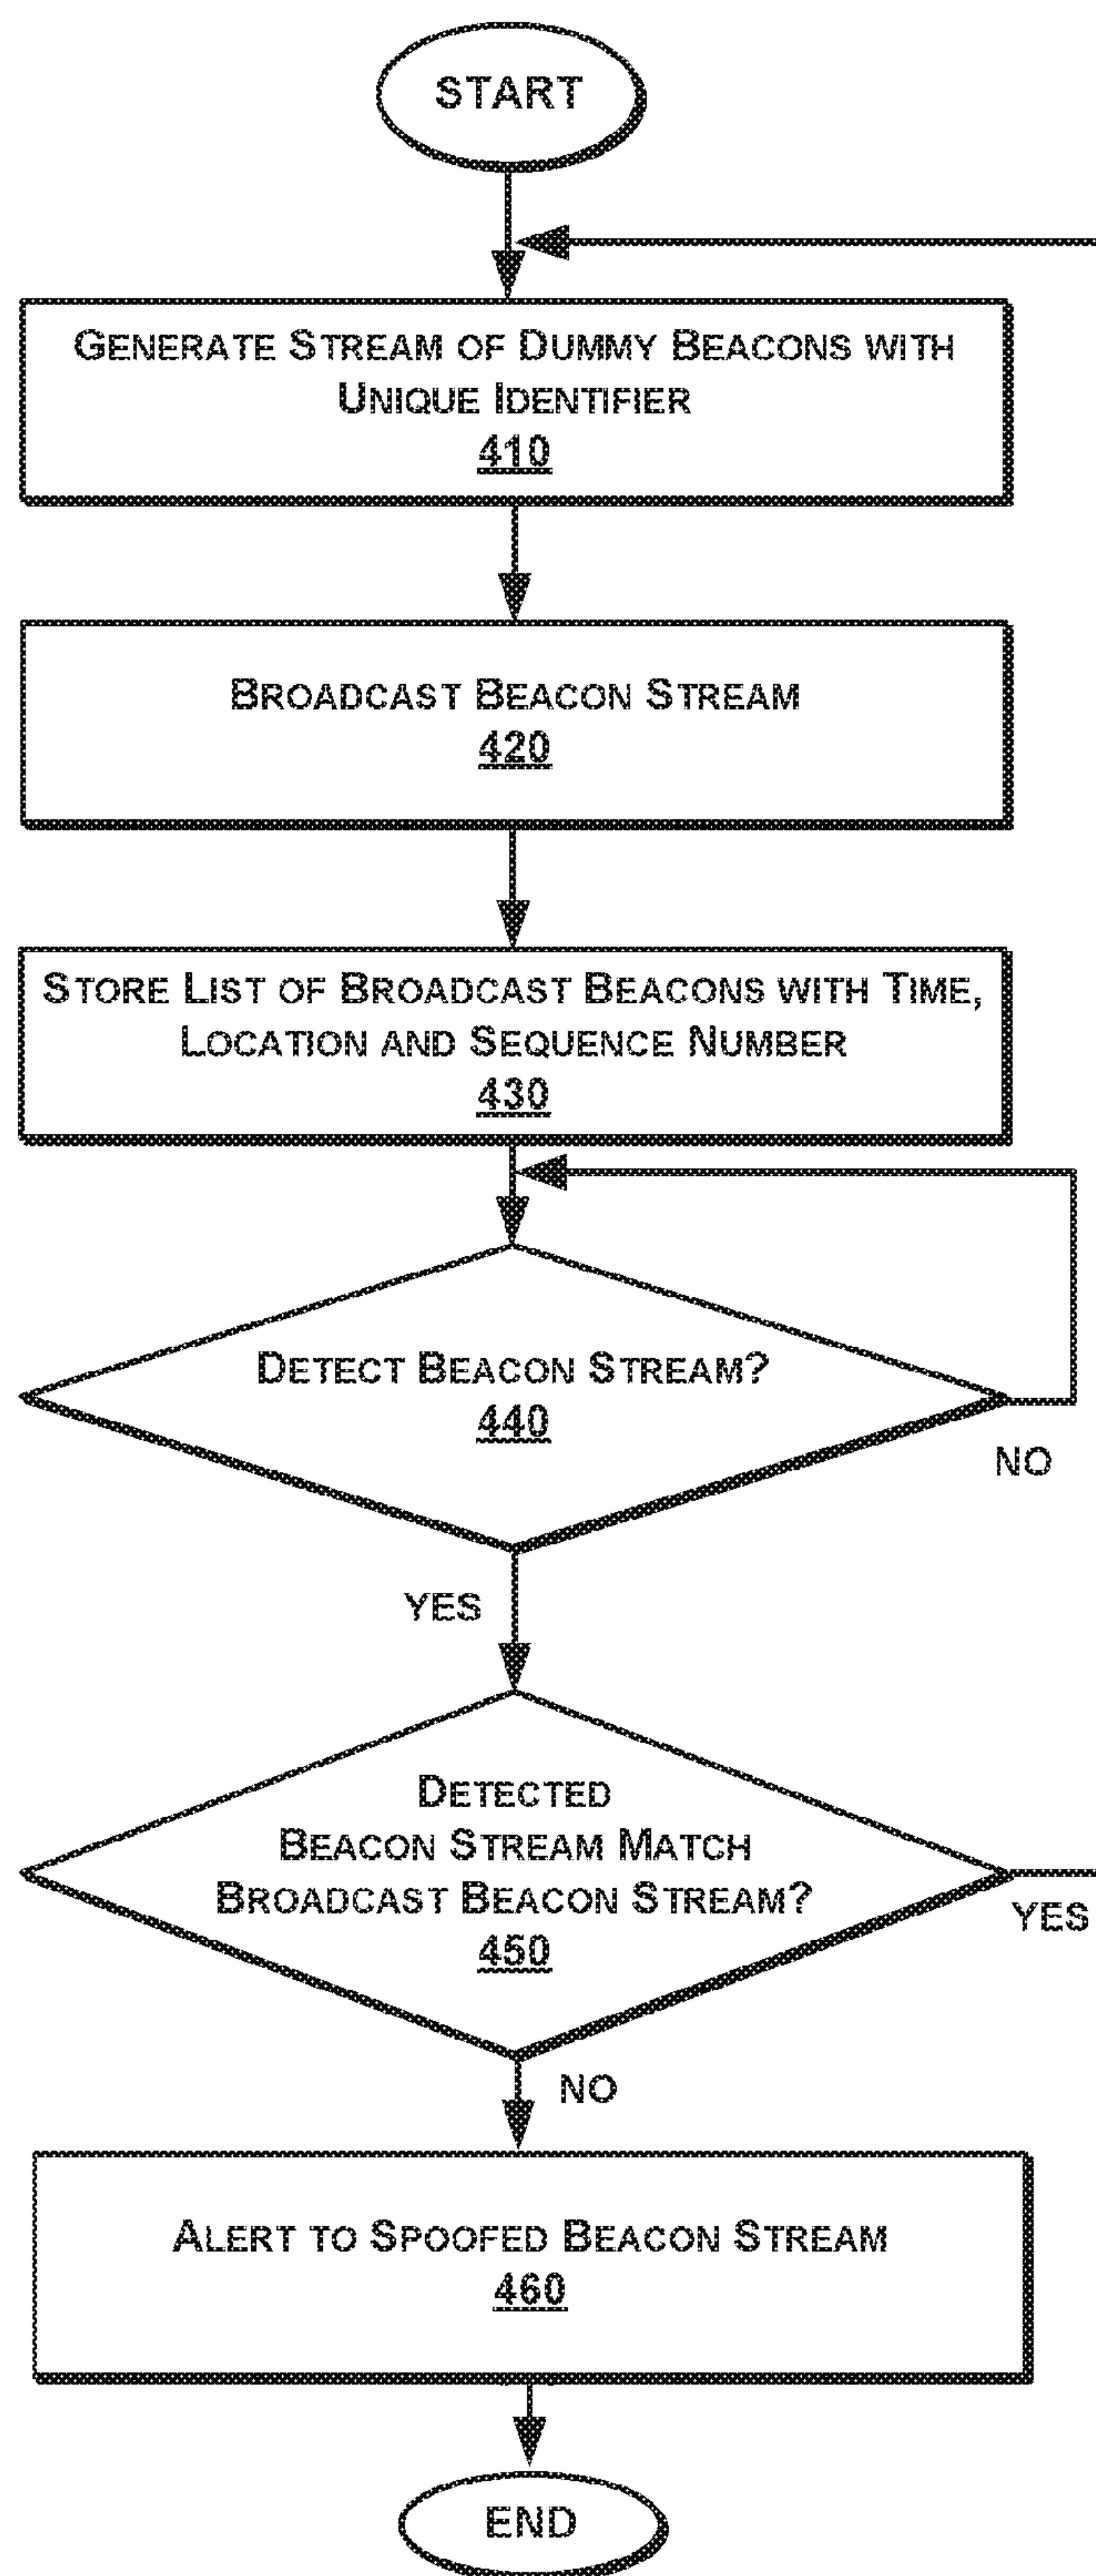 START
GENERATE STREAM OF DUMMY BEACONS WITH
UNIQUE IDENTIFIER
410
BROADCAST BEACON STREAM
420
STORE LIST OF BROADCAST BEACONS WITH TIME,
LOCATION AND SEQUENCE NUMBER
430
DETECT BEACON STREAM?
440
NO
YES
DETECTED
BEACON STREAM MATCH
BROADCAST BEACON STREAM?
450
YES
NO
ALERT TO SPOOFED BEACON STREAM
460
END